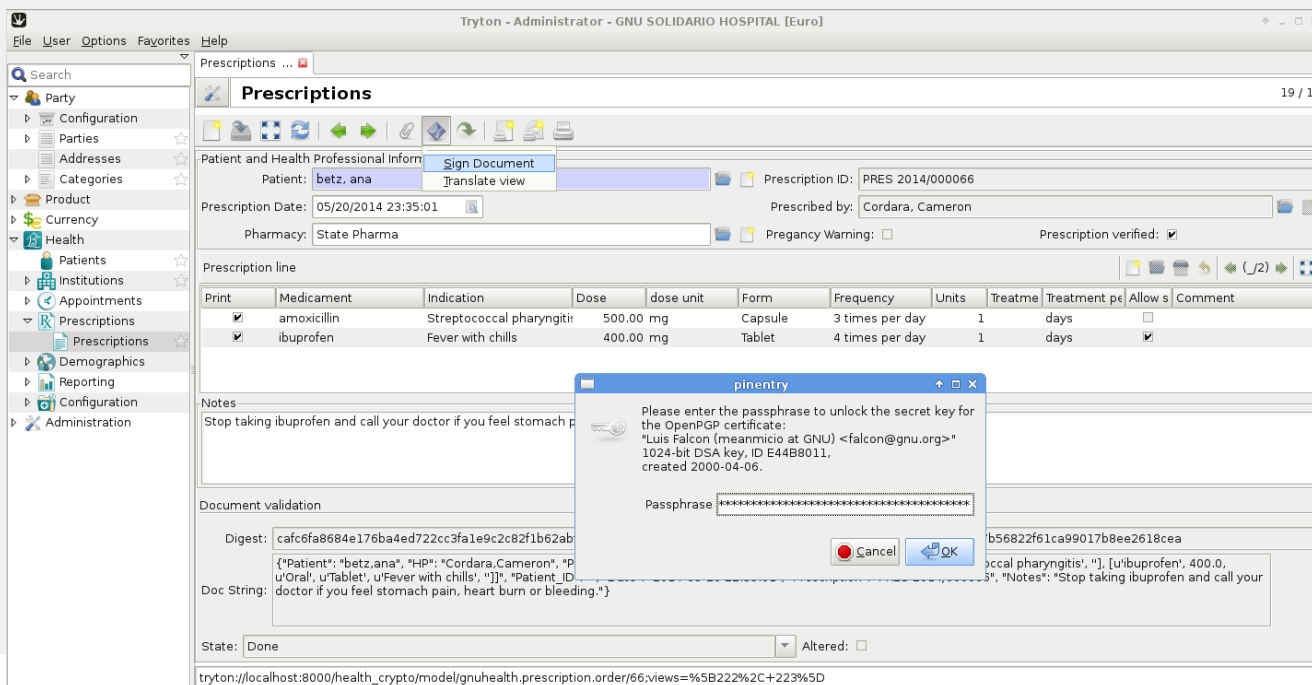 Tryton - Administrator - GNU SOLIDARIO HOSPITAL [Euro]
File User Options Favorites Help
Search
Party
Configuration
Parties
Addresses
Categories
Product
Currency
Health
Patients
Institutions
Appointments
Prescriptions
Prescriptions
Demographics
Reporting
Configuration
Administration
Prescriptions ...
Prescriptions
19 / 1
Sign Document
Translate view
Patient and Health Professional Inform
Patient: betz, ana Prescription ID: PRES 2014/000066
Prescription Date: 05/20/2014 23:35:01 Prescribed by: Cordara, Cameron
Pharmacy: State Pharma Pregancy Warning: Prescription verified:
Prescription line (_/2)
Print Medicament Indication Dose dose unit Form Frequency Units Treatme Treatment pe Allow s Comment
amoxicillin Streptococcal pharyngitis 500.00 mg Capsule 3 times per day 1 days
ibuprofen Fever with chills 400.00 mg Tablet 4 times per day 1 days
Notes
Stop taking ibuprofen and call your doctor if you feel stomach p
pinentry
Please enter the passphrase to unlock the secret key for
the OpenPGP certificate:
"Luis Falcon (meanmicio at GNU) <falcon@gnu.org>"
1024-bit DSA key, ID E44B8011,
created 2000-04-06.
Passphrase
Cancel OK
Document validation
Digest: cafc6fa8684e176ba4ed722cc3fa1e9c2c82f1b62ab 7b56822f61ca99017b8ee2618cea
Doc String: {"Patient": "betz,ana", "HP": "Cordara,Cameron", "P occal pharyngitis', ''], [u'ibuprofen', 400.0,
u'Oral', u'Tablet', u'Fever with chills', '']]", "Patient_ID "Notes": "Stop taking ibuprofen and call your
doctor if you feel stomach pain, heart burn or bleeding."}
State: Done Altered:
tryton://localhost:8000/health_crypto/model/gnuhealth.prescription.order/66;views=%5B222%2C+223%5D